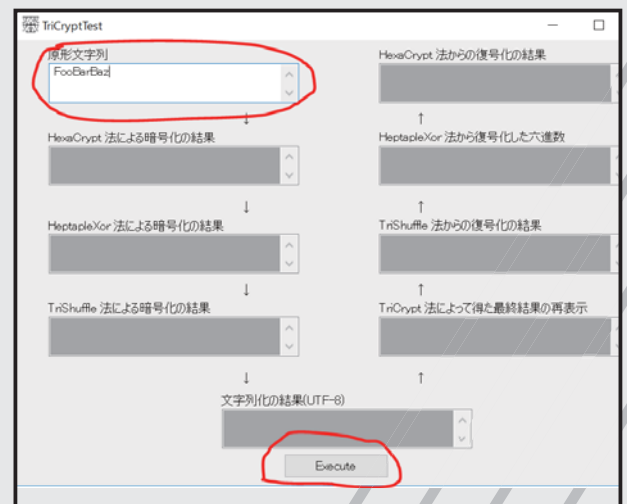 TriCryptTest
原形文字列
FooBarBaz
↓
HexaCrypt 法による暗号化の結果
↓
HeptapleXor 法による暗号化の結果
↓
TriShuffle 法による暗号化の結果
↓
HexaCrypt 法からの復号化の結果
↑
HeptapleXor 法から復号化した六進数
↑
TriShuffle 法からの復号化の結果
↑
TriCrypt 法によって得た最終結果の再表示
↑
文字列化の結果(UTF-8)
Execute